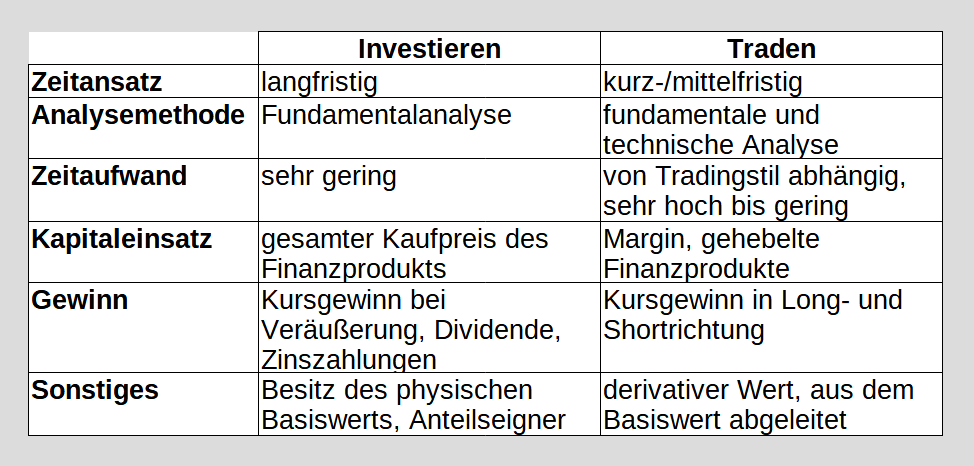 Investieren Traden
Zeitansatz langfristig kurz-/mittelfristig
Analysemethode Fundamentalanalyse fundamentale und
technische Analyse
Zeitaufwand sehr gering von Tradingstil abhängig,
sehr hoch bis gering
Kapitaleinsatz gesamter Kaufpreis des Margin, gehebelte
Finanzprodukts Finanzprodukte
Gewinn Kursgewinn bei Kursgewinn in Long- und
Veräußerung, Dividende, Shortrichtung
Zinszahlungen
Sonstiges Besitz des physischen derivativer Wert, aus dem
Basiswerts, Anteilseigner Basiswert abgeleitet